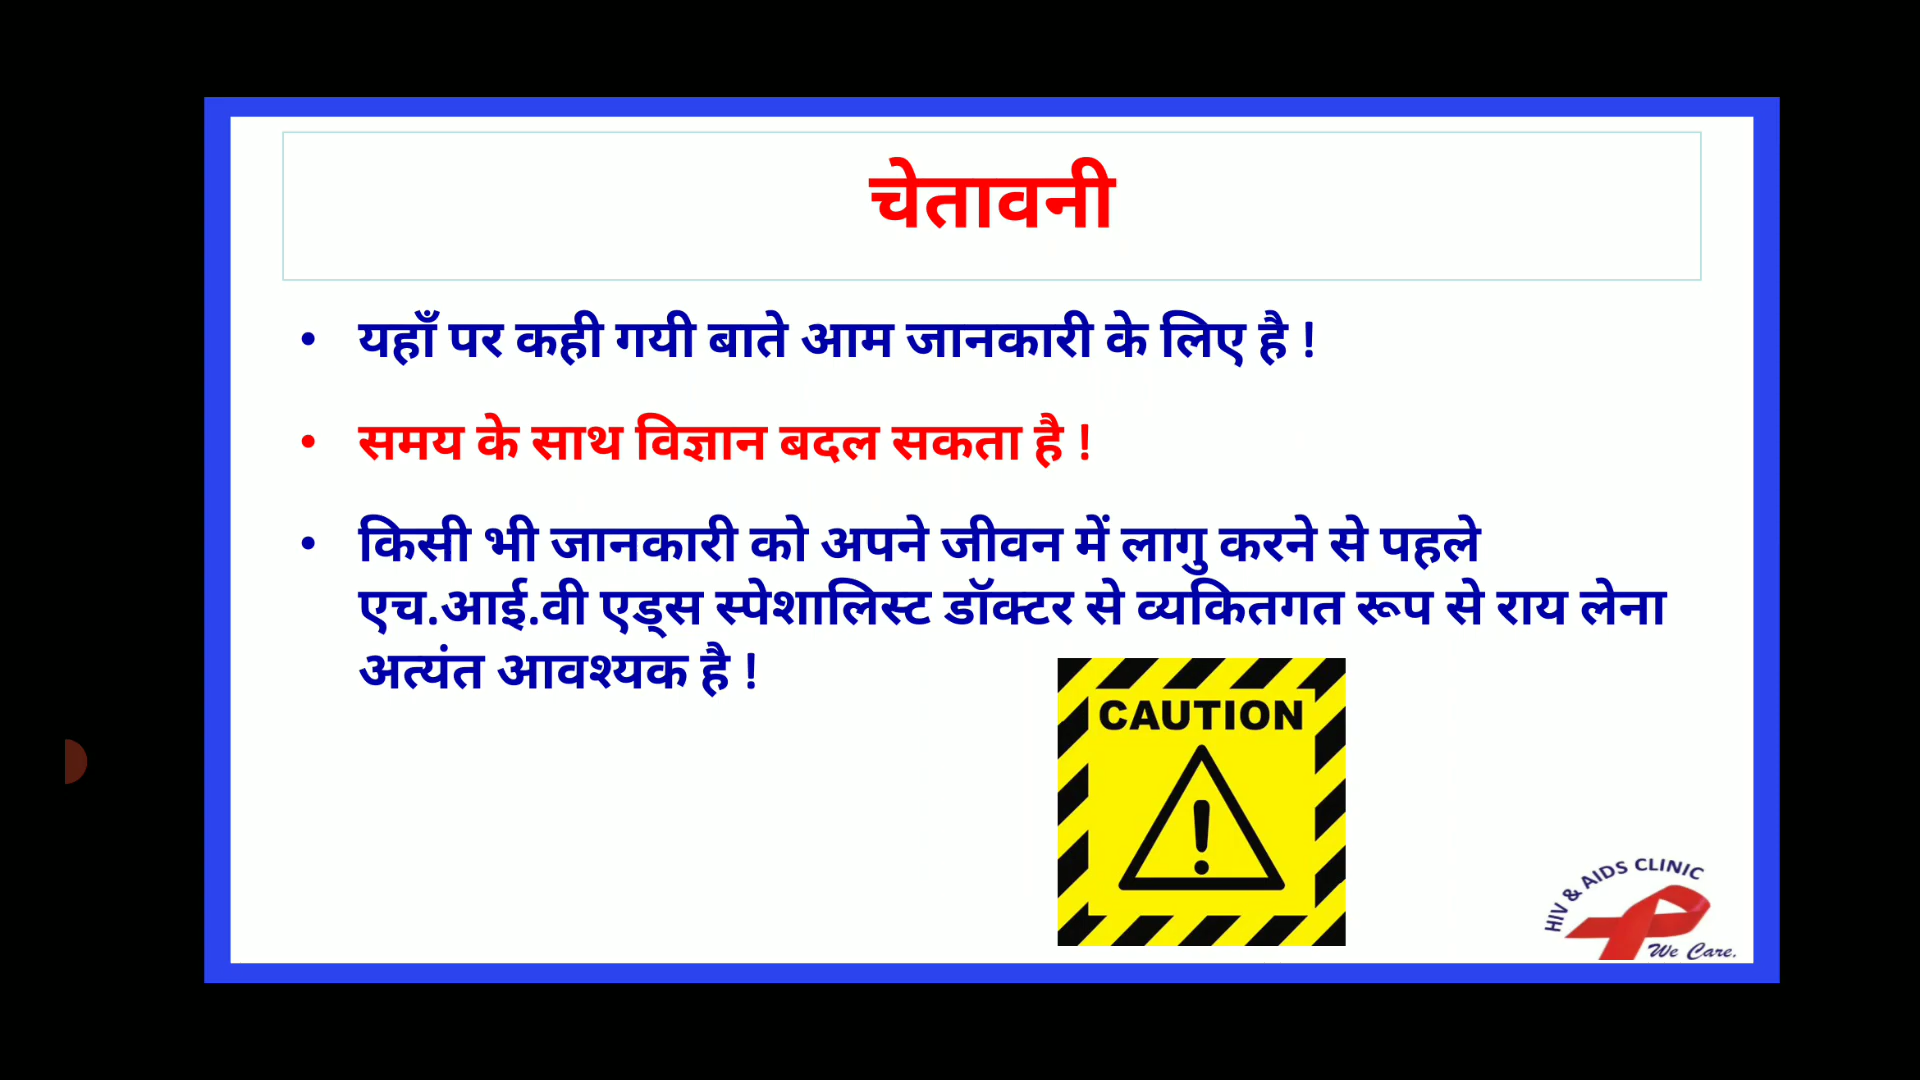 चेतावनी
• यहाँ पर कही गयी बाते आम जानकारी के लिए है !
• समय के साथ विज्ञान बदल सकता है !
• किसी भी जानकारी को अपने जीवन में लागु करने से पहले
एच.आई.वी एड्स स्पेशालिस्ट डॉक्टर से व्यकितगत रूप से राय लेना
अत्यंत आवश्यक है !
CAUTION
!
HIV & AIDS CLINIC
We Care.